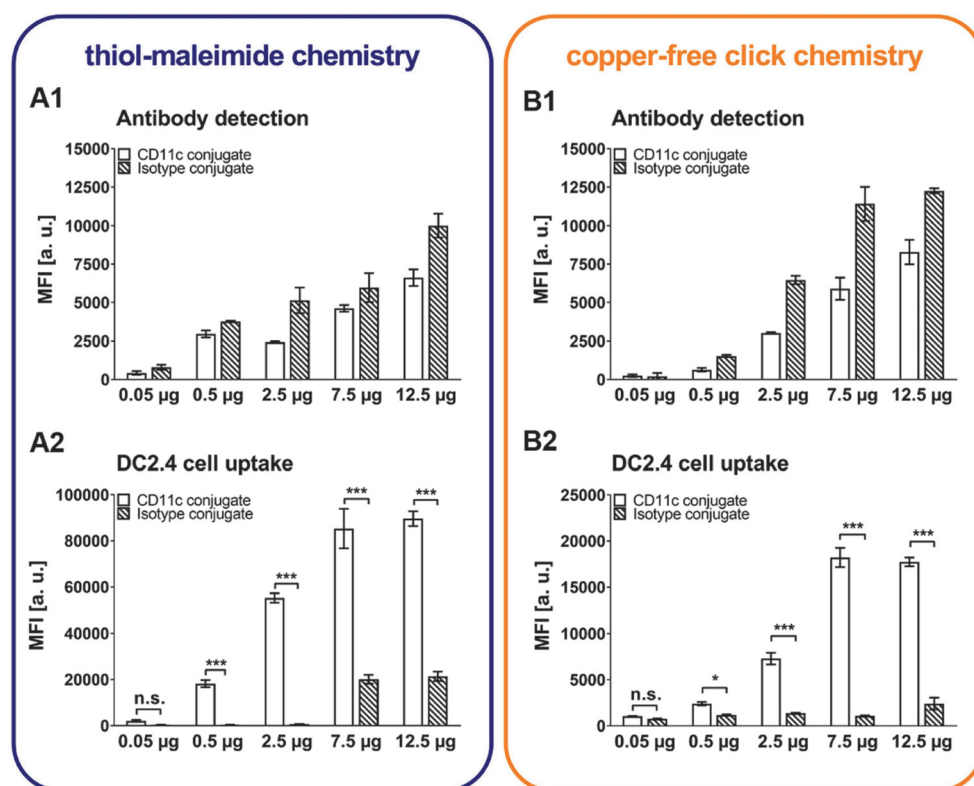 thiol-maleimide chemistry
A1
Antibody detection
CD11c conjugate
Isotype conjugate
MFI [a. u.]
15000
12500
10000
7500
5000
2500
0
0.05 µg 0.5 µg 2.5 µg 7.5 µg 12.5 µg
A2
DC2.4 cell uptake
CD11c conjugate
Isotype conjugate
MFI [a. u.]
100000
80000
60000
40000
20000
0
n.s.
***
***
***
***
0.05 µg 0.5 µg 2.5 µg 7.5 µg 12.5 µg
copper-free click chemistry
B1
Antibody detection
CD11c conjugate
Isotype conjugate
MFI [a. u.]
15000
12500
10000
7500
5000
2500
0
0.05 µg 0.5 µg 2.5 µg 7.5 µg 12.5 µg
B2
DC2.4 cell uptake
CD11c conjugate
Isotype conjugate
MFI [a. u.]
25000
20000
15000
10000
5000
0
n.s.
*
***
***
***
0.05 µg 0.5 µg 2.5 µg 7.5 µg 12.5 µg